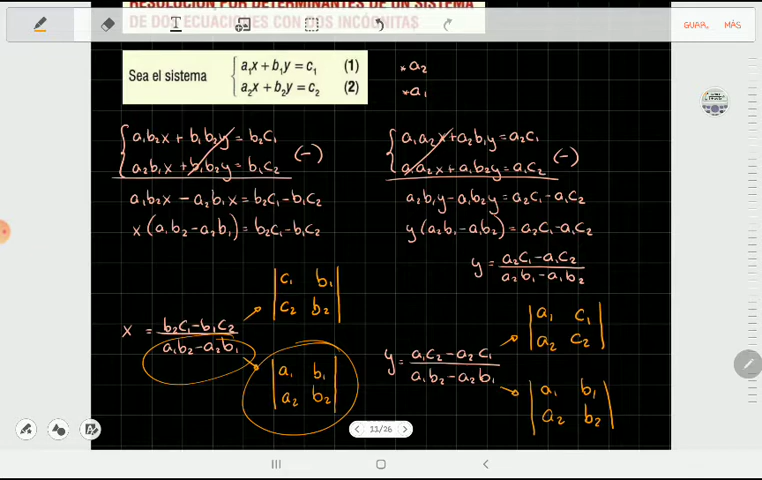 RESOLUCIÓN POR DETERMINANTES DE UN SISTEMA
DE DOS ECUACIONES CON DOS INCÓGNITAS
GUAR.
MÁS
Sea el sistema
a₁x + b₁y = c₁ (1)
a₂x + b₂y = c₂ (2)
*a₂
*a₁
a₁b₂x + b₁b₂y = b₂c₁
a₂b₁x + b₁b₂y = b₁c₂ (−)
a₁b₂x − a₂b₁x = b₂c₁ − b₁c₂
x(a₁b₂ − a₂b₁) = b₂c₁ − b₁c₂
c₁ b₁
c₂ b₂
x = b₂c₁ − b₁c₂
a₁b₂ − a₂b₁
a₁ b₁
a₂ b₂
a₁a₂x + a₂b₁y = a₂c₁
a₁a₂x + a₁b₂y = a₁c₂ (−)
a₂b₁y − a₁b₂y = a₂c₁ − a₁c₂
y(a₂b₁ − a₁b₂) = a₂c₁ − a₁c₂
y = a₂c₁ − a₁c₂
a₂b₁ − a₁b₂
a₁ c₁
a₂ c₂
y = a₁c₂ − a₂c₁
a₁b₂ − a₂b₁
a₁ b₁
a₂ b₂
13/26